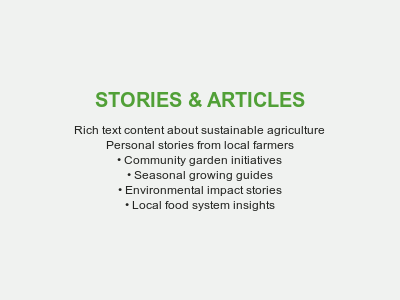 STORIES & ARTICLES
Rich text content about sustainable agriculture
Personal stories from local farmers
• Community garden initiatives
• Seasonal growing guides
• Environmental impact stories
• Local food system insights